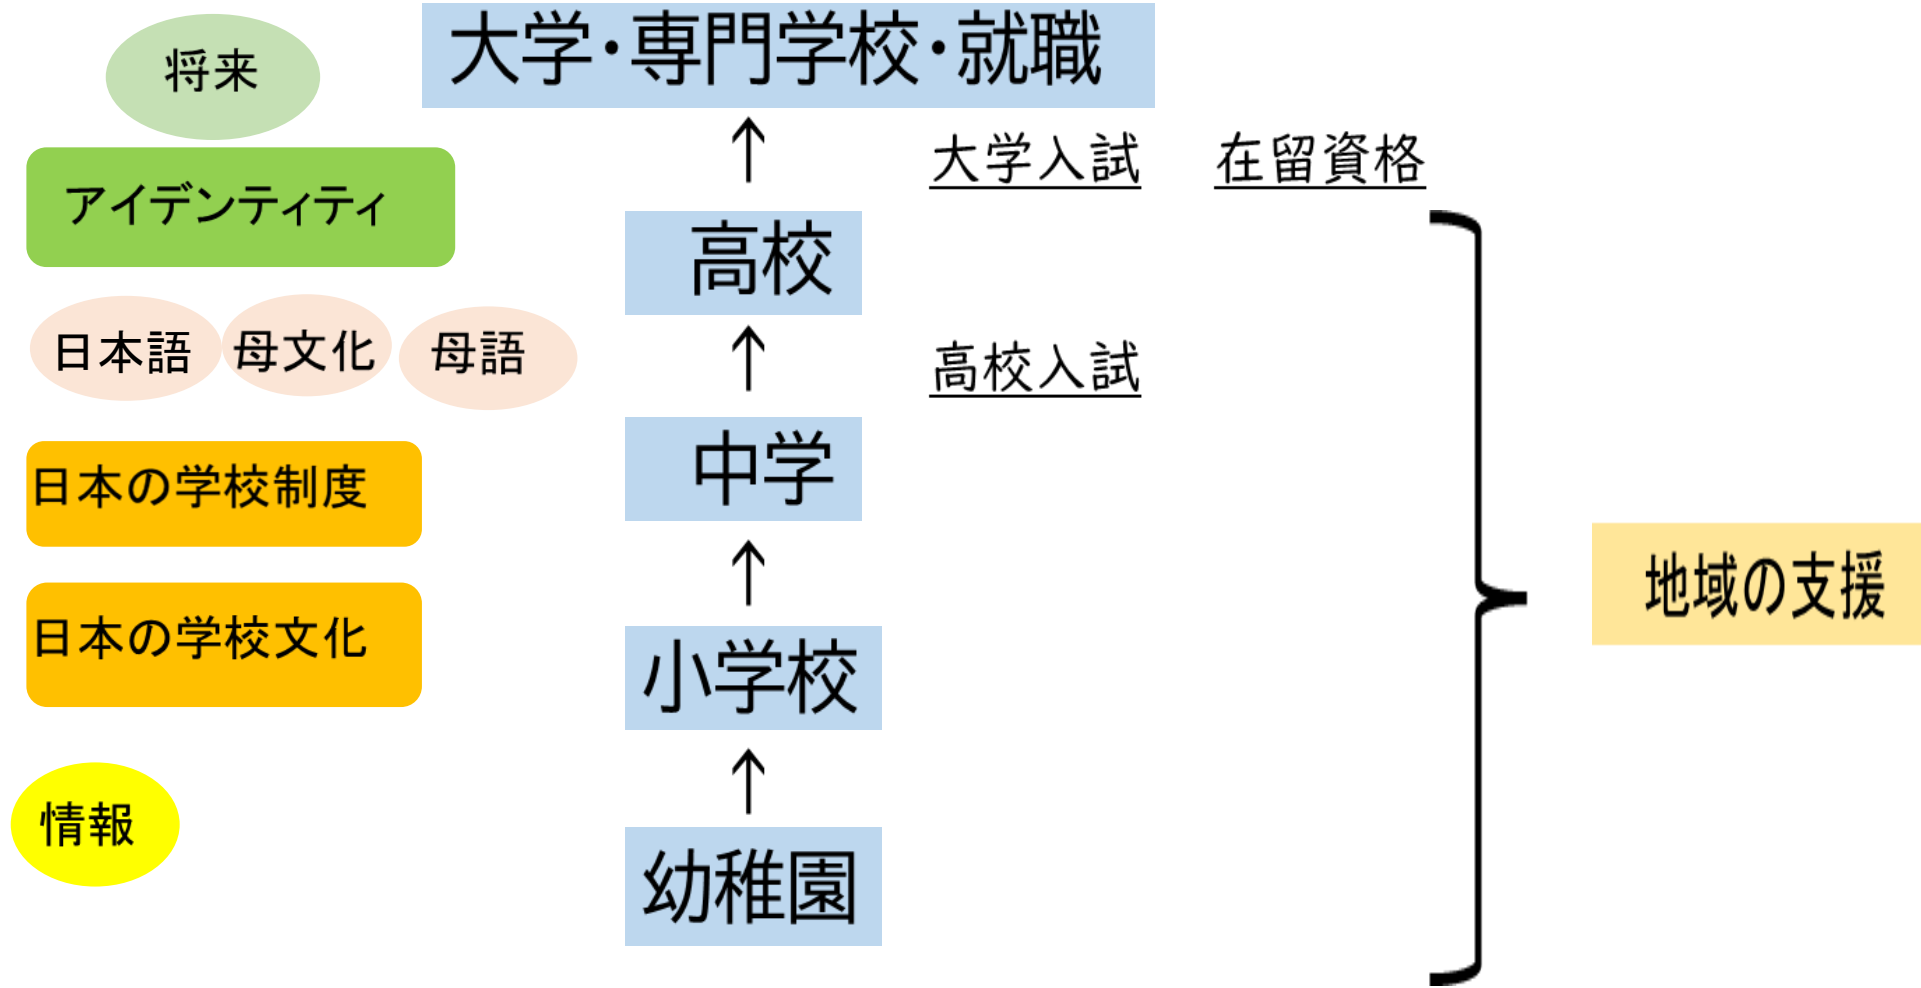 将来
大学・専門学校・就職
↑
大学入試
在留資格
アイデンティティ
高校
↑
高校入試
日本語
母文化
母語
中学
日本の学校制度
↑
地域の支援
日本の学校文化
小学校
↑
情報
幼稚園